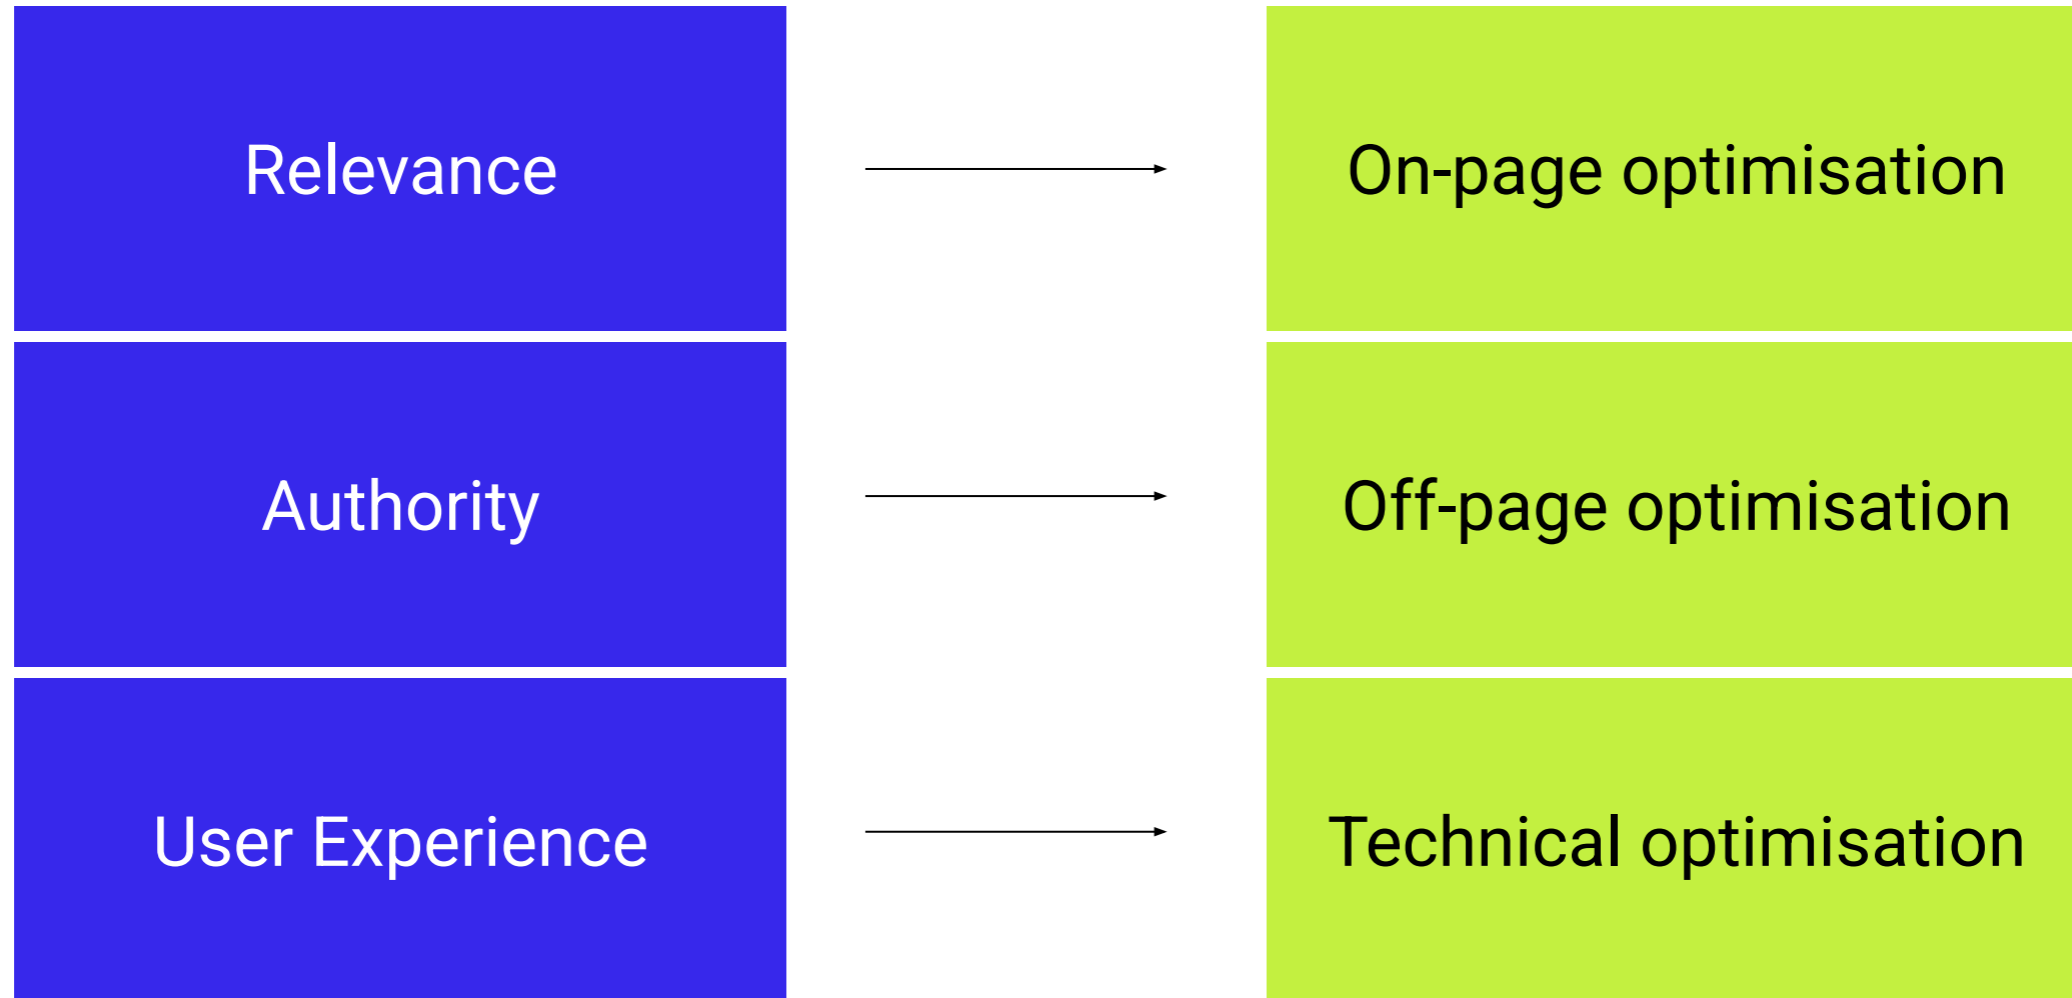 Relevance
On-page optimisation
Authority
Off-page optimisation
User Experience
Technical optimisation